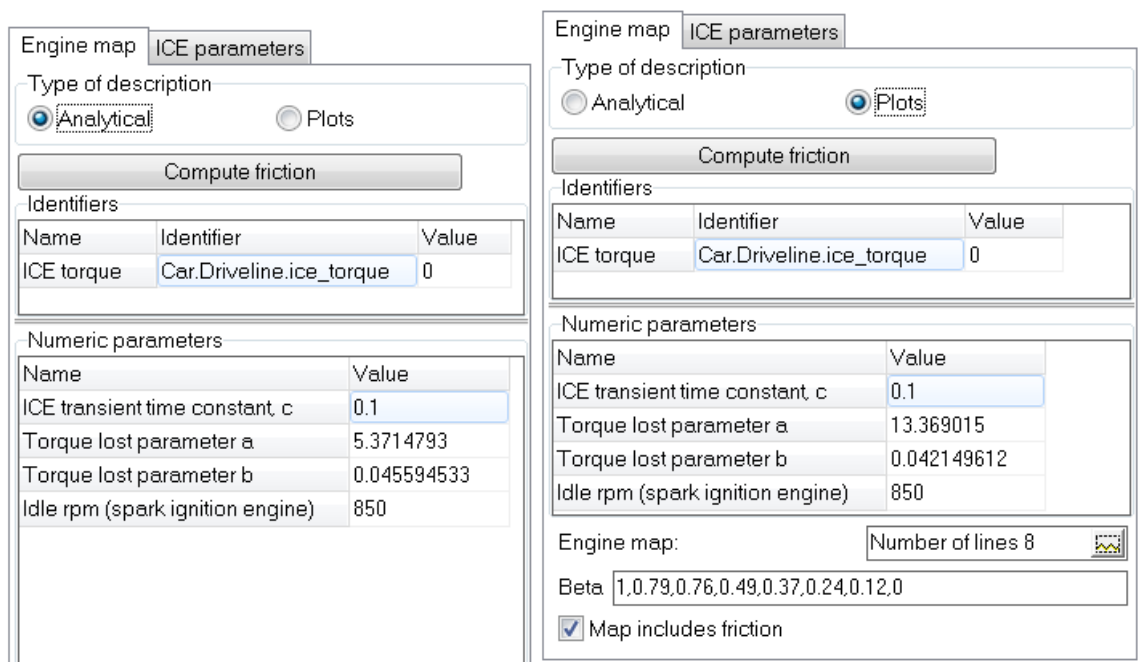 Engine map ICE parameters
Type of description
Analytical Plots
Compute friction
Identifiers
Name Identifier Value
ICE torque Car.Driveline.ice_torque 0
Numeric parameters
Name Value
ICE transient time constant, c 0.1
Torque lost parameter a 5.3714793
Torque lost parameter b 0.045594533
Idle rpm (spark ignition engine) 850
Engine map ICE parameters
Type of description
Analytical Plots
Compute friction
Identifiers
Name Identifier Value
ICE torque Car.Driveline.ice_torque 0
Numeric parameters
Name Value
ICE transient time constant, c 0.1
Torque lost parameter a 13.369015
Torque lost parameter b 0.042149612
Idle rpm (spark ignition engine) 850
Engine map: Number of lines 8
Beta 1,0.79,0.76,0.49,0.37,0.24,0.12,0
Map includes friction